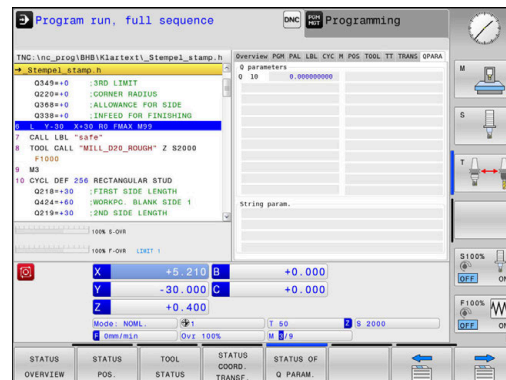 Program run, full sequence
DNC
PGM MGT
Programming
TNC:\nc_prog\BHB\Klartext\_Stempel_stamp.h
→_Stempel_stamp.h
Q349=+0 ;3RD LIMIT
Q220=+0 ;CORNER RADIUS
Q368=+0 ;ALLOWANCE FOR SIDE
Q338=+0 ;INFEED FOR FINISHING
6 L Y-30 X+30 R0 FMAX M99
7 CALL LBL "safe"
8 TOOL CALL "MILL_D20_ROUGH" Z S2000
F1000
9 M3
10 CYCL DEF 256 RECTANGULAR STUD
Q218=+30 ;FIRST SIDE LENGTH
Q424=+60 ;WORKPC. BLANK SIDE 1
Q219=+30 ;2ND SIDE LENGTH
100% S-OVR
100% F-OVR LIMIT 1
Overview PGM PAL LBL CYC M POS TOOL TT TRANS QPARA
Q parameters
Q 10 0.000000000
String param.
X +5.210 B +0.000
Y -30.000 C +0.000
Z +0.400
Mode: NOML. 1 T 50 Z S 2000
F 0mm/min Ovr 100% M 3/9
M
S
T
S100%
OFF ON
F100%
OFF ON
STATUS OVERVIEW
STATUS POS.
TOOL STATUS
STATUS COORD. TRANSF.
STATUS OF Q PARAM.